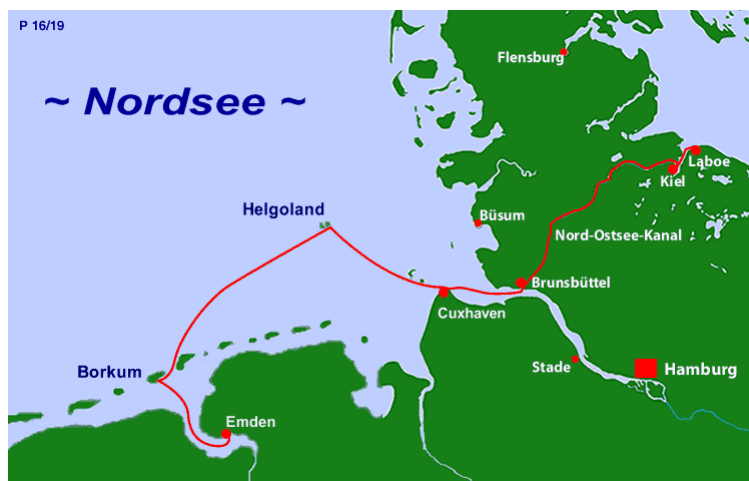 P 16/19
Flensburg
~ Nordsee ~
Laboe
Kiel
Helgoland
Büsum
Nord-Ostsee-Kanal
Brunsbüttel
Cuxhaven
Borkum
Stade
Hamburg
Emden